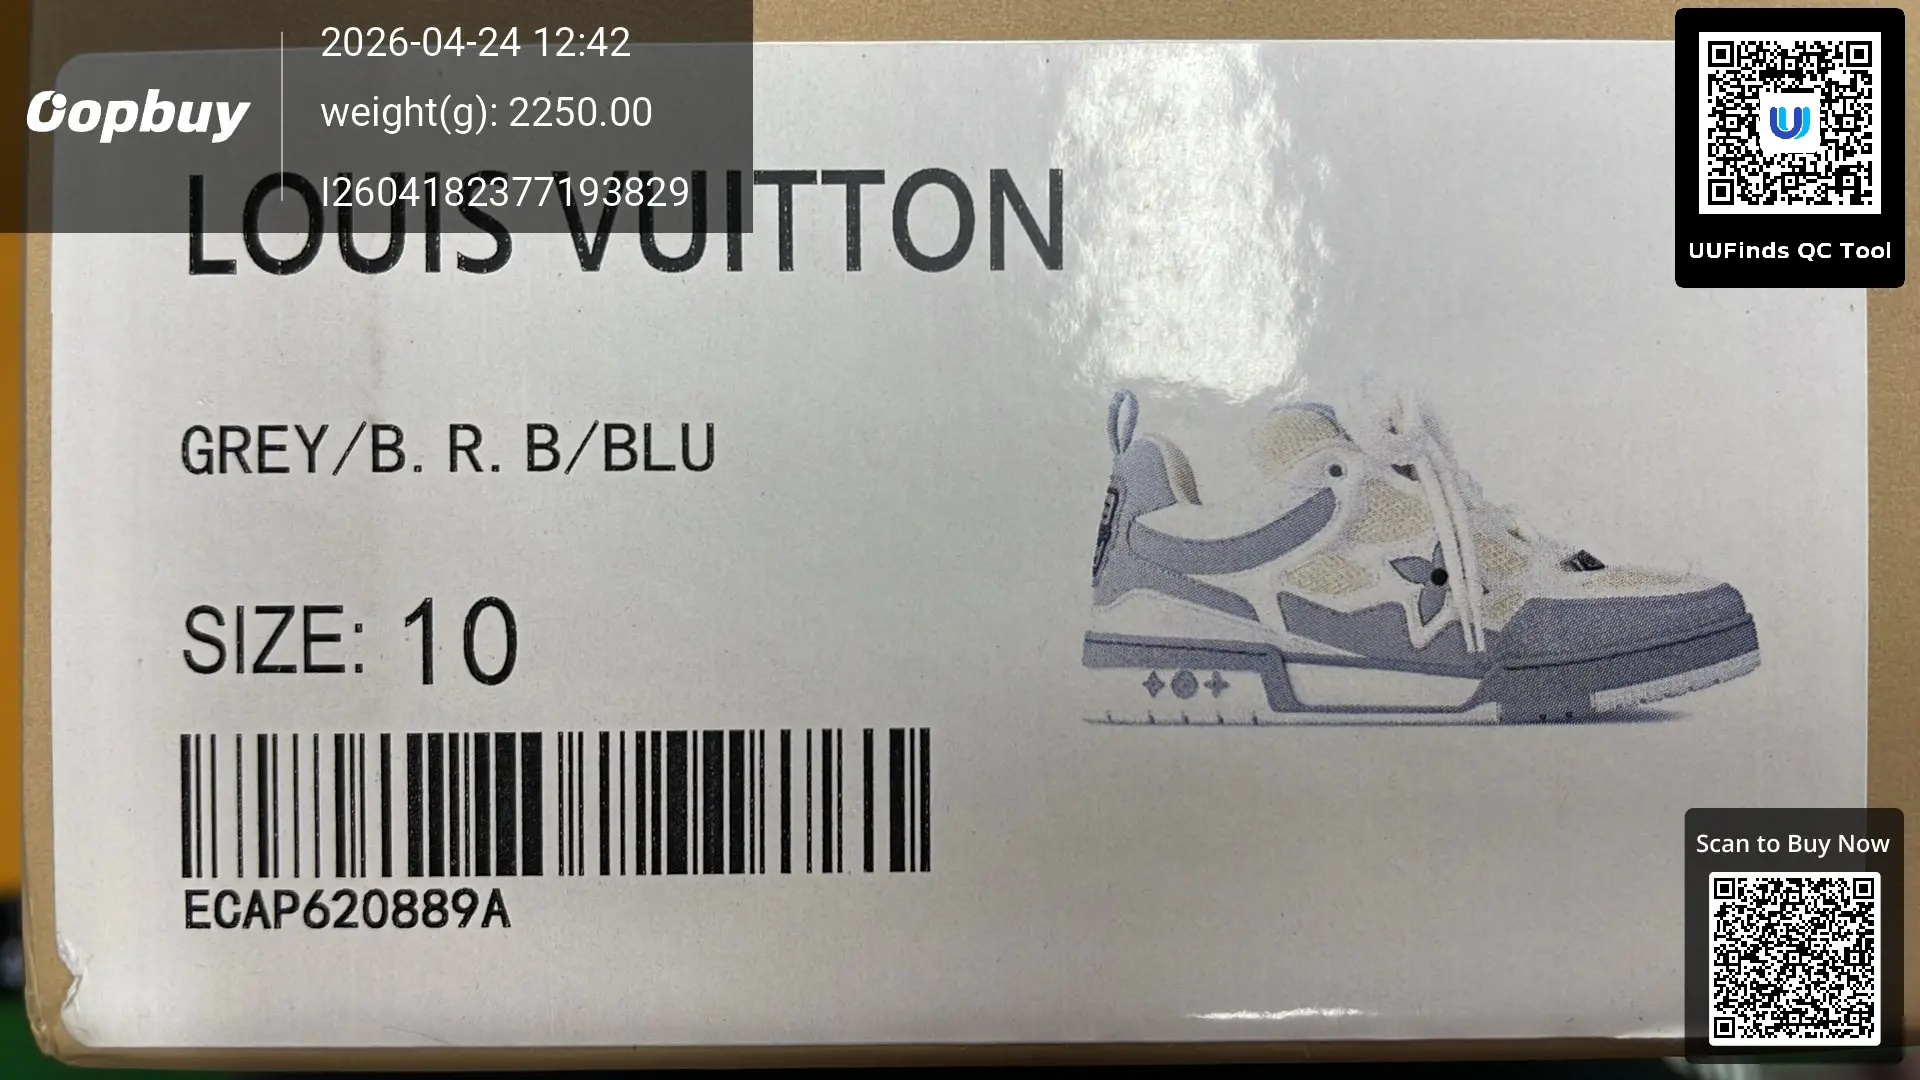 2026-04-24 12:42
Oopbuy
weight(g): 2250.00
I2604182377193829
LOUIS VUITTON
UUFinds QC Tool
GREY/B. R. B/BLU
SIZE: 10
ECAP620889A
Scan to Buy Now